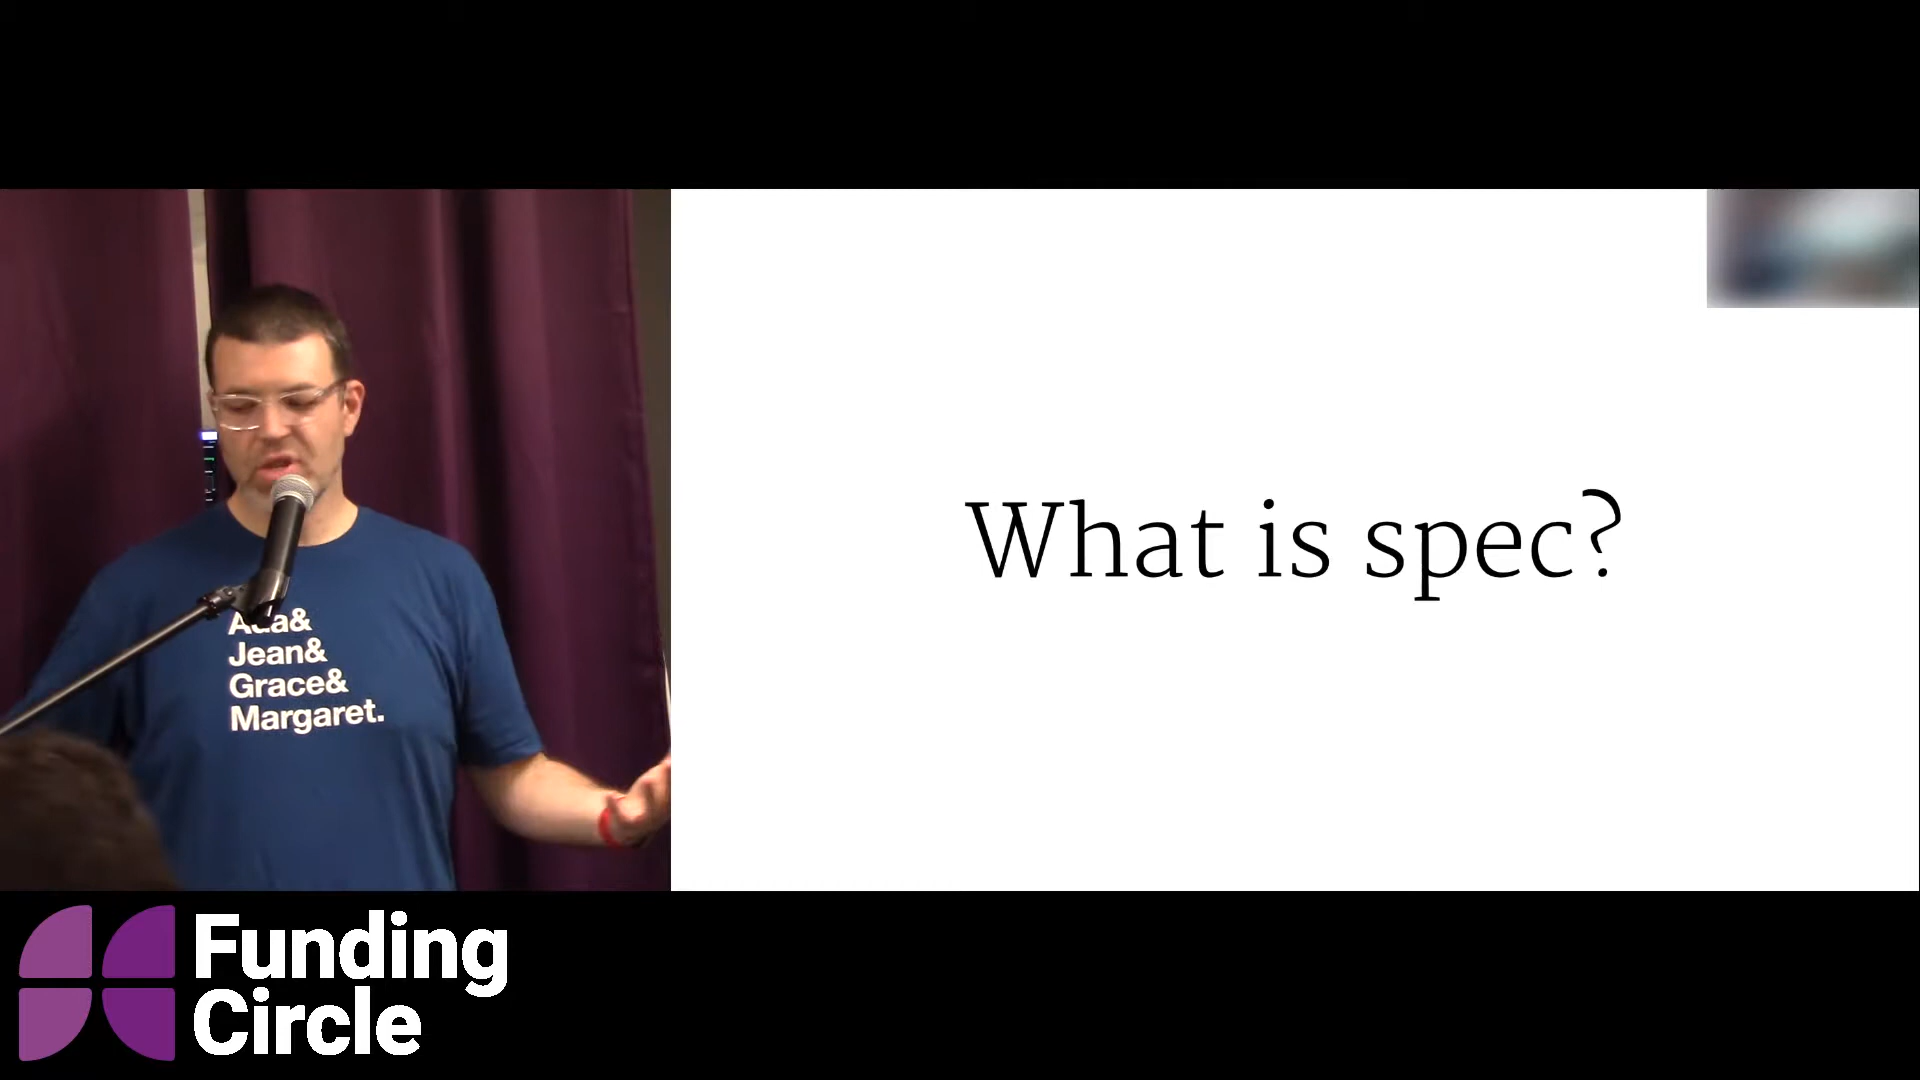 What is spec?
Jean&
Grace&
Margaret.
Funding
Circle